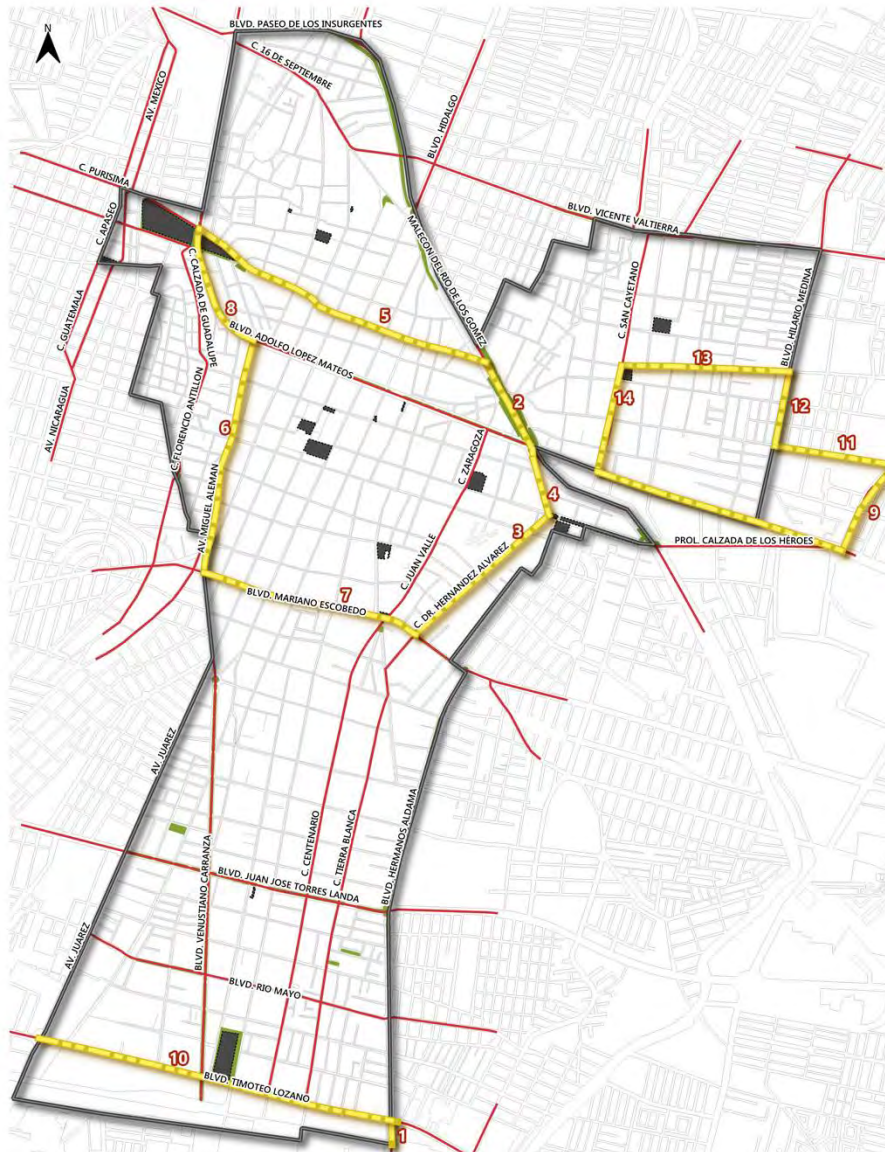 N
BLVD. PASEO DE LOS INSURGENTES
C. 16 DE SEPTIEMBRE
AV. MEXICO
BLVD. HIDALGO
C. PURISIMA
C. APASEO
MALECON DEL RIO DE LOS GOMEZ
BLVD. VICENTE VALTIERRA
C. CALZADA DE GUADALUPE
C. SAN CAYETANO
BLVD. HILARIO MEDINA
C. GUATEMALA
8
5
BLVD. ADOLFO LOPEZ MATEOS
13
14
2
12
AV. NICARAGUA
C. FLORENCIO ANTILLON
6
C. ZARAGOZA
11
4
9
3
AV. MIGUEL ALEMAN
PROL. CALZADA DE LOS HÉROES
C. JUAN VALLE
7
BLVD. MARIANO ESCOBEDO
C. DR. HERNANDEZ ALVAREZ
AV. JUAREZ
C. CENTENARIO
C. TIERRA BLANCA
BLVD. HERMANOS ALDAMA
BLVD. JUAN JOSE TORRES LANDA
BLVD. VENUSTIANO CARRANZA
AV. JUAREZ
BLVD. RIO MAYO
10
BLVD. TIMOTEO LOZANO
1